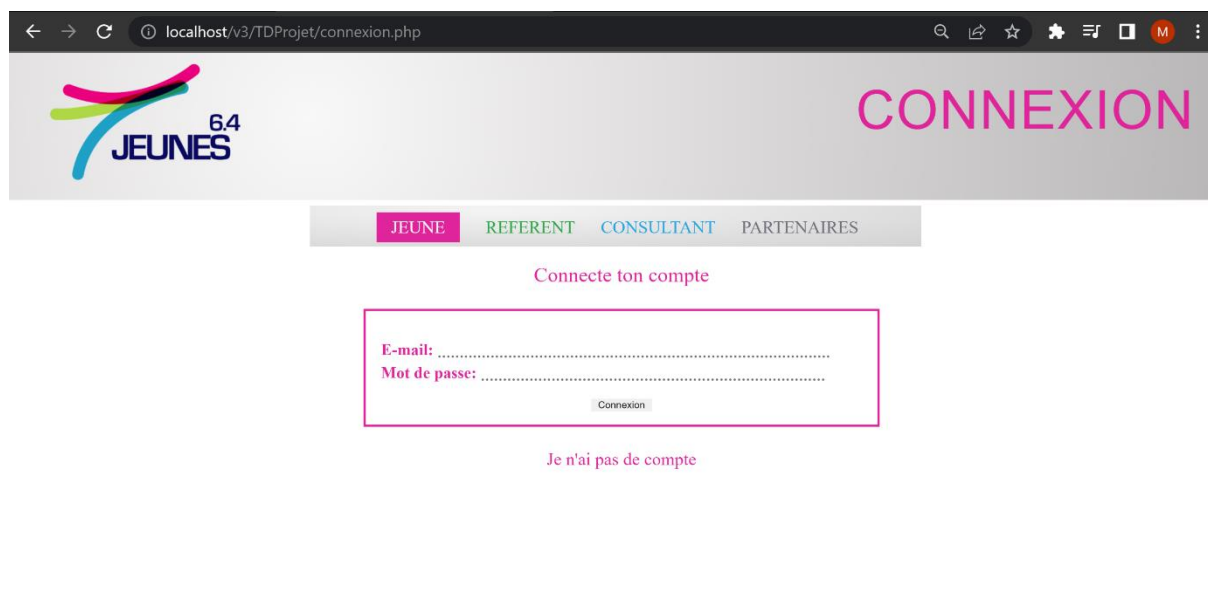 localhost/v3/TDProjet/connexion.php
M
6.4
JEUNES
CONNEXION
JEUNE REFERENT CONSULTANT PARTENAIRES
Connecte ton compte
E-mail:
Mot de passe:
Connexion
Je n'ai pas de compte